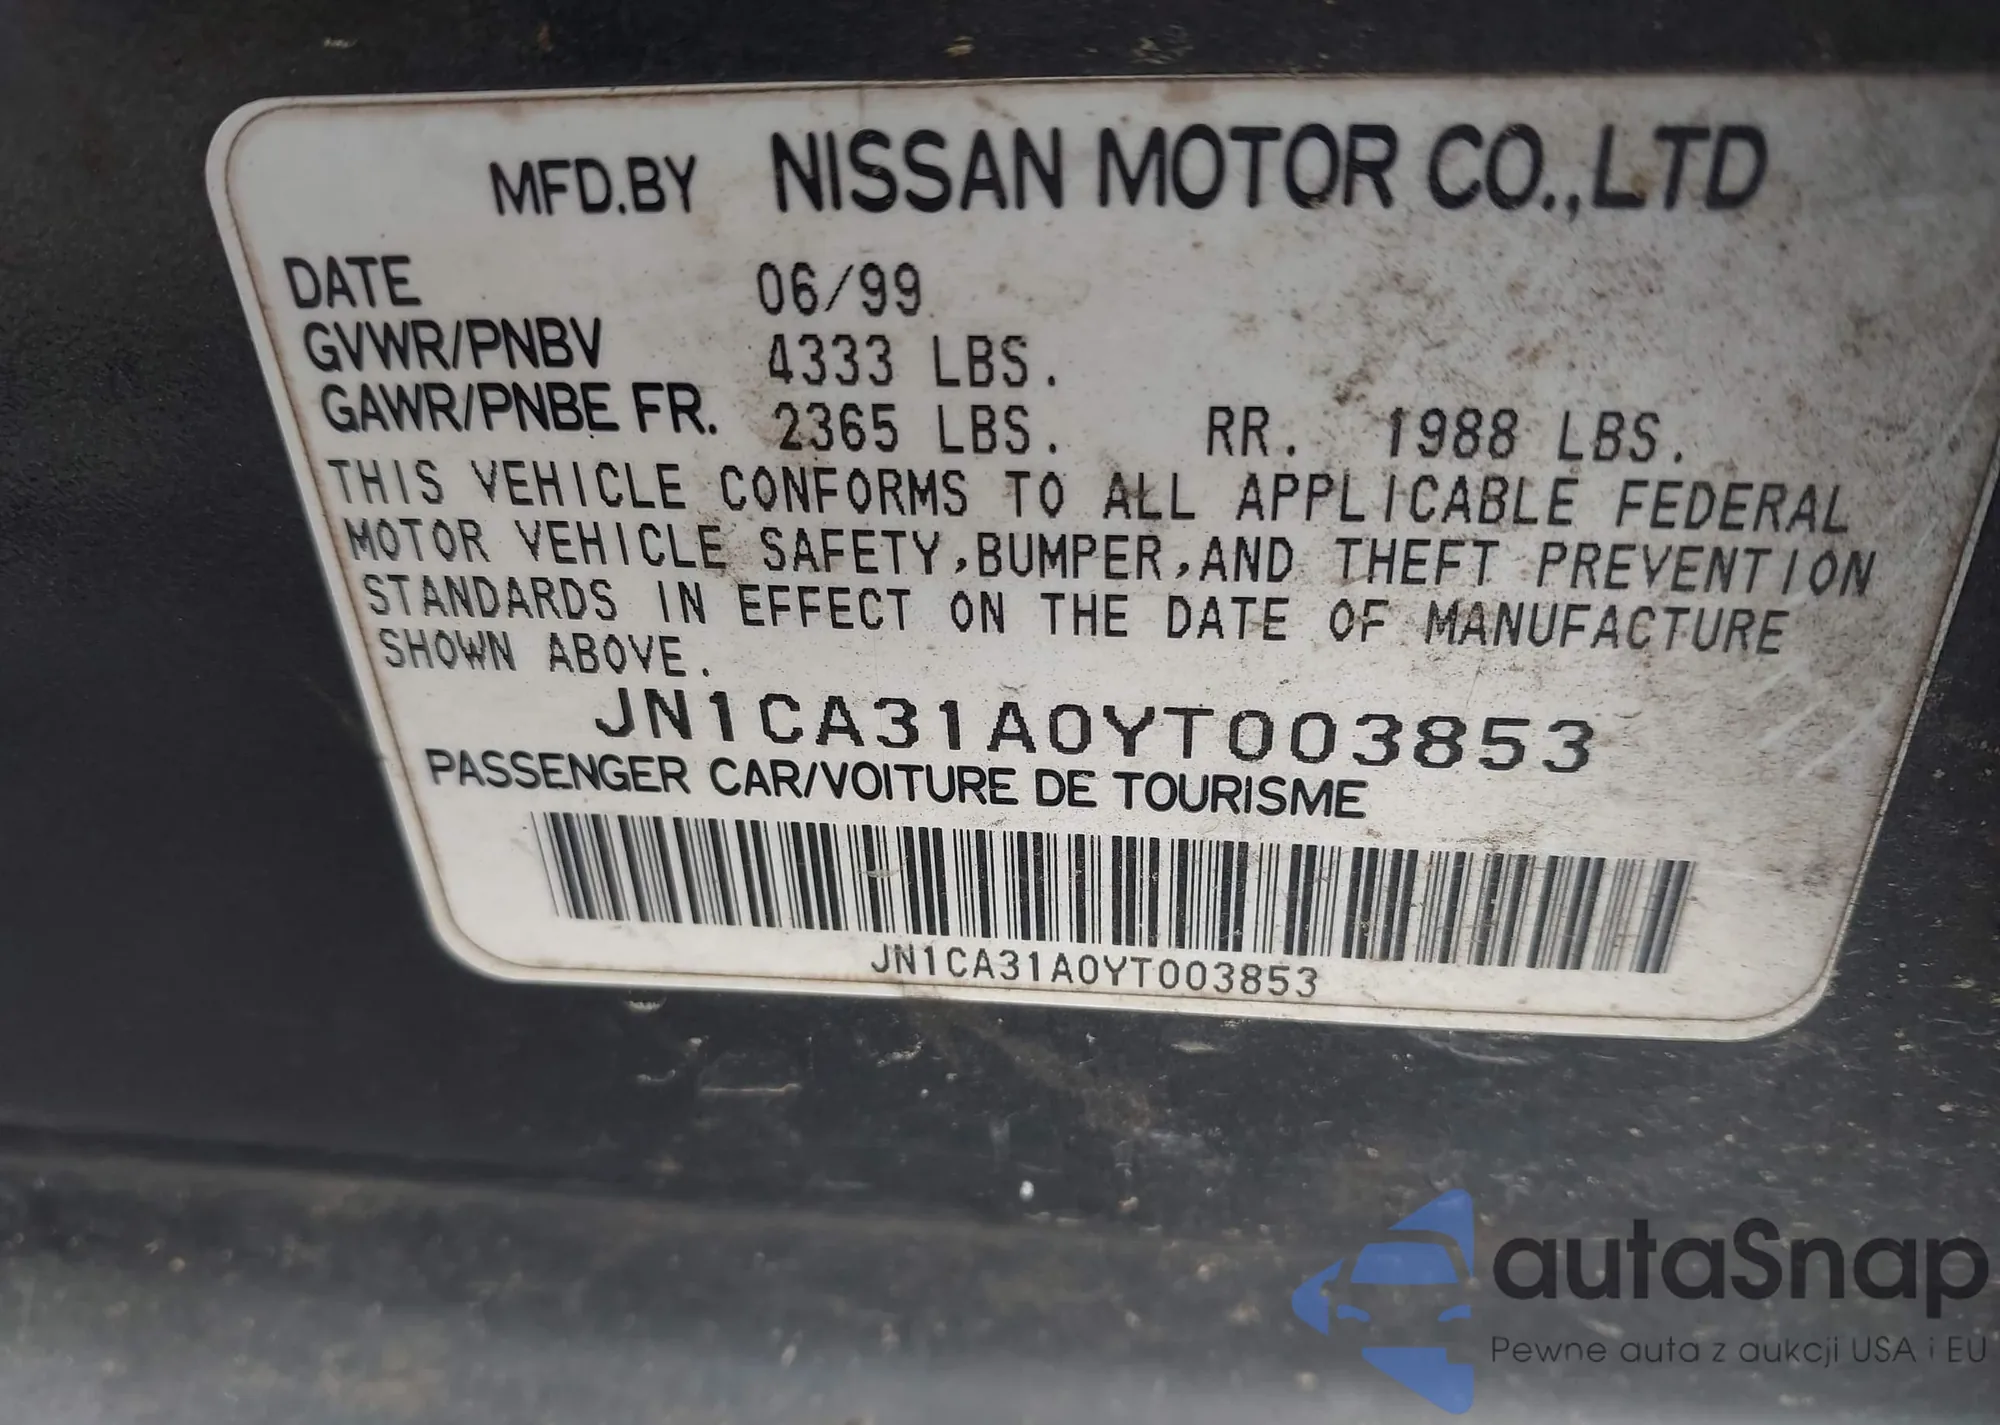 MFD.BY NISSAN MOTOR CO.,LTD
DATE 06/99
GVWR/PNBV 4333 LBS.
GAWR/PNBE FR. 2365 LBS. RR. 1988 LBS.
THIS VEHICLE CONFORMS TO ALL APPLICABLE FEDERAL
MOTOR VEHICLE SAFETY,BUMPER,AND THEFT PREVENTION
STANDARDS IN EFFECT ON THE DATE OF MANUFACTURE
SHOWN ABOVE.
JN1CA31A0YT003853
PASSENGER CAR/VOITURE DE TOURISME
JN1CA31A0YT003853
autaSnap
Pewne auta z aukcji USA i EU